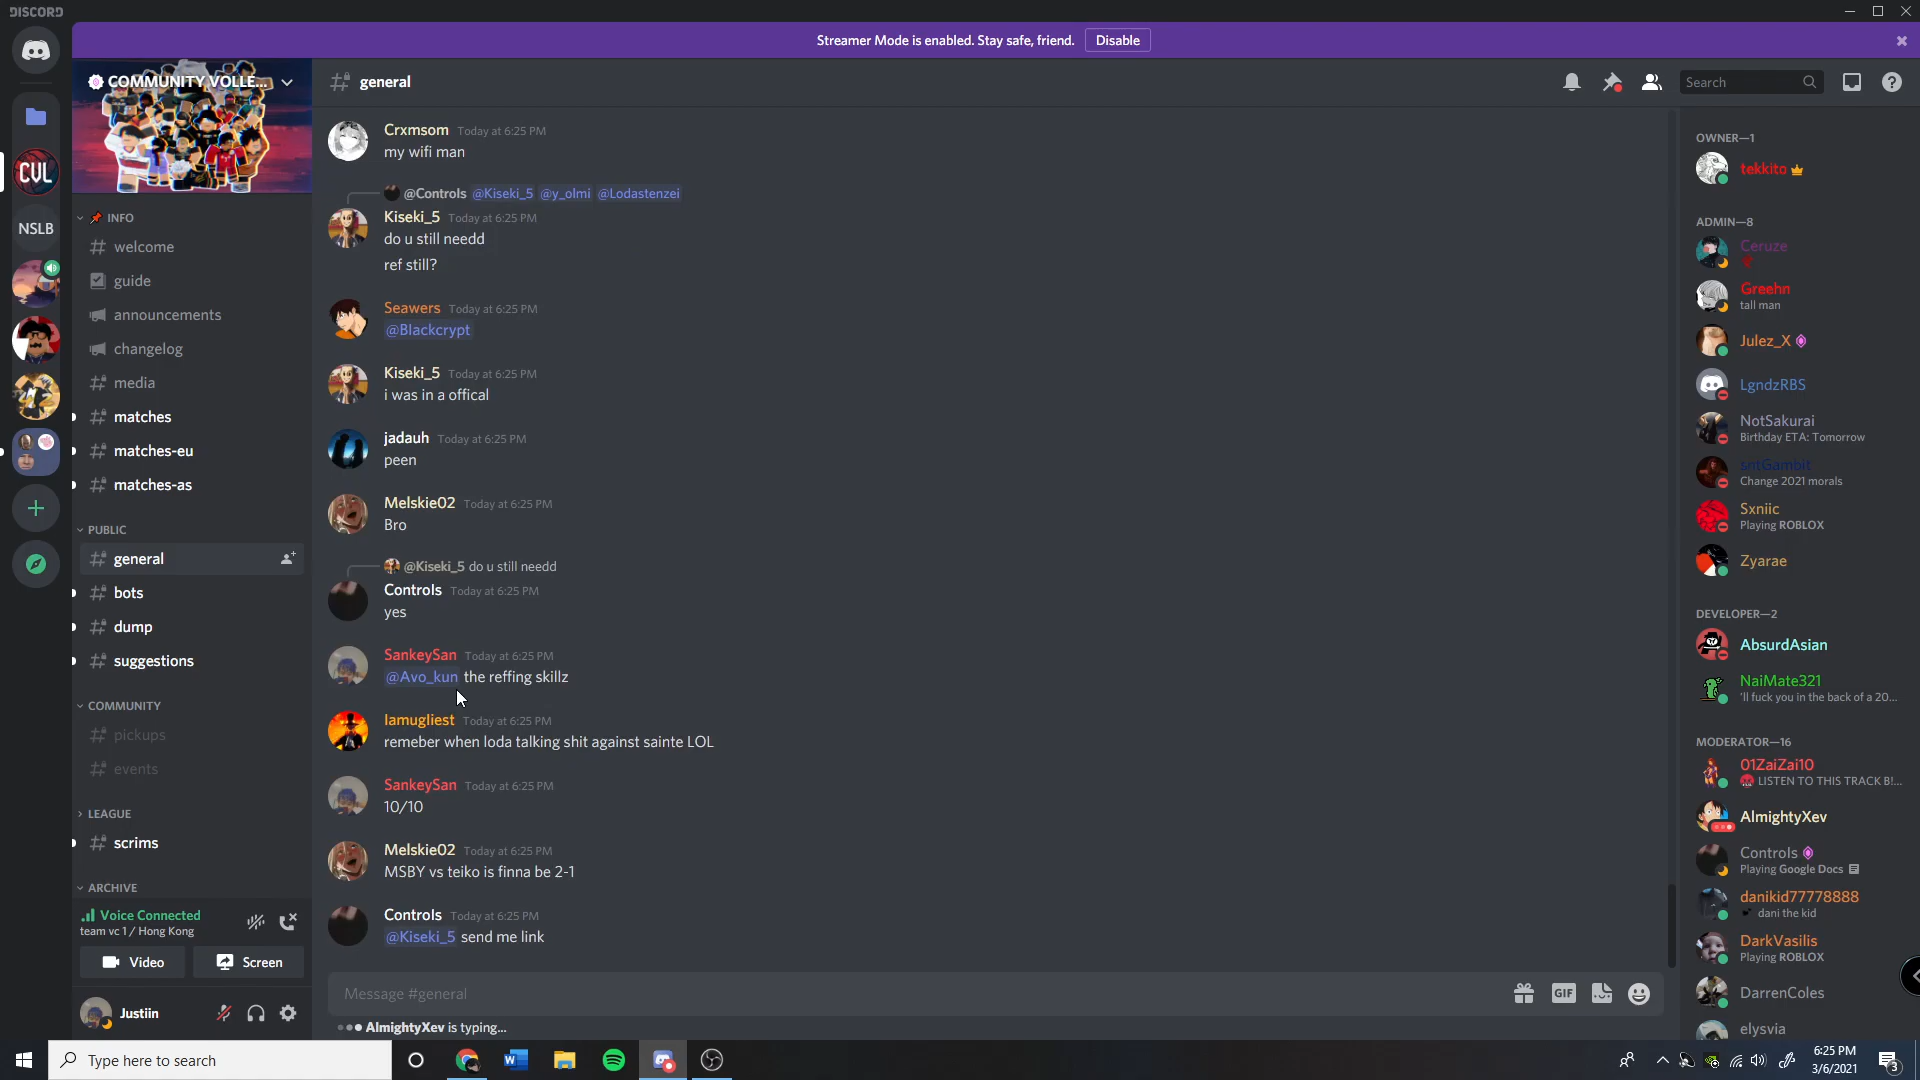 DISCORD
Streamer Mode is enabled. Stay safe, friend. Disable
COMMUNITY VOLLE...
general
Search
CVL
NSLB
INFO
welcome
guide
announcements
changelog
media
matches
matches-eu
matches-as
PUBLIC
general
bots
dump
suggestions
COMMUNITY
pickups
events
LEAGUE
scrims
ARCHIVE
Voice Connected
team vc 1 / Hong Kong
Video
Screen
Justiin
Crxmsom Today at 6:25 PM
my wifi man
@Controls @Kiseki_5 @y_olmi @Lodastenzei
Kiseki_5 Today at 6:25 PM
do u still needd
ref still?
Seawers Today at 6:25 PM
@Blackcrypt
Kiseki_5 Today at 6:25 PM
i was in a offical
jadauh Today at 6:25 PM
peen
Melskie02 Today at 6:25 PM
Bro
@Kiseki_5 do u still needd
Controls Today at 6:25 PM
yes
SankeySan Today at 6:25 PM
@Avo_kun the reffing skillz
Iamugliest Today at 6:25 PM
remeber when loda talking shit against sainte LOL
SankeySan Today at 6:25 PM
10/10
Melskie02 Today at 6:25 PM
MSBY vs teiko is finna be 2-1
Controls Today at 6:25 PM
@Kiseki_5 send me link
Message #general
GIF
AlmightyXev is typing...
OWNER—1
tekkito
ADMIN—8
Ceruze
Greehn
tall man
Julez_X
LgndzRBS
NotSakurai
Birthday ETA: Tomorrow
sntGambit
Change 2021 morals
Sxniic
Playing ROBLOX
Zyarae
DEVELOPER—2
AbsurdAsian
NaiMate321
'll fuck you in the back of a 20...
MODERATOR—16
01ZaiZai10
LISTEN TO THIS TRACK B!...
AlmightyXev
Controls
Playing Google Docs
danikid77778888
dani the kid
DarkVasilis
Playing ROBLOX
DarrenColes
elysvia
Type here to search
6:25 PM
3/6/2021
3